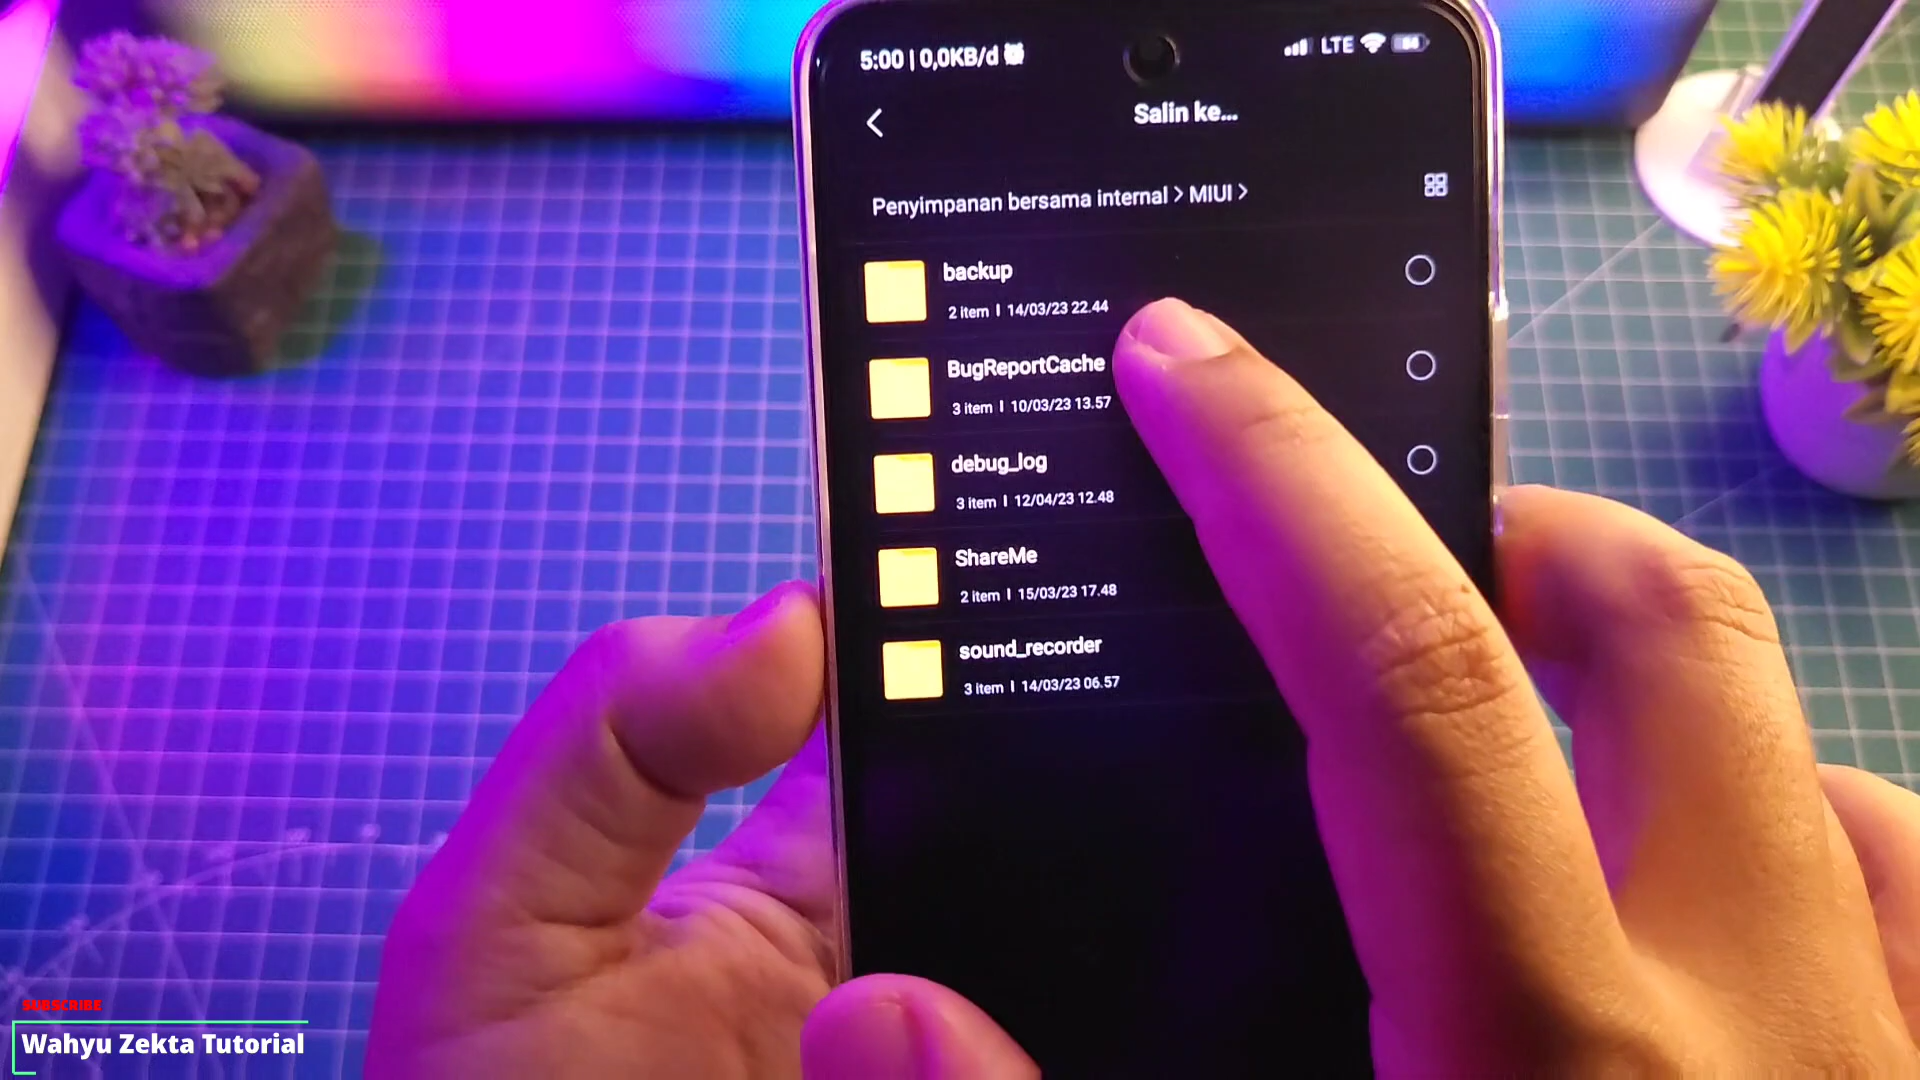 5:00 | 0,0KB/d
LTE
Salin ke...
Penyimpanan bersama internal > MIUI >
backup
2 item | 14/03/23 22.44
BugReportCache
3 item | 10/03/23 13.57
debug_log
3 item | 12/04/23 12.48
ShareMe
2 item | 15/03/23 17.48
sound_recorder
3 item | 14/03/23 06.57
SUBSCRIBE
Wahyu Zekta Tutorial